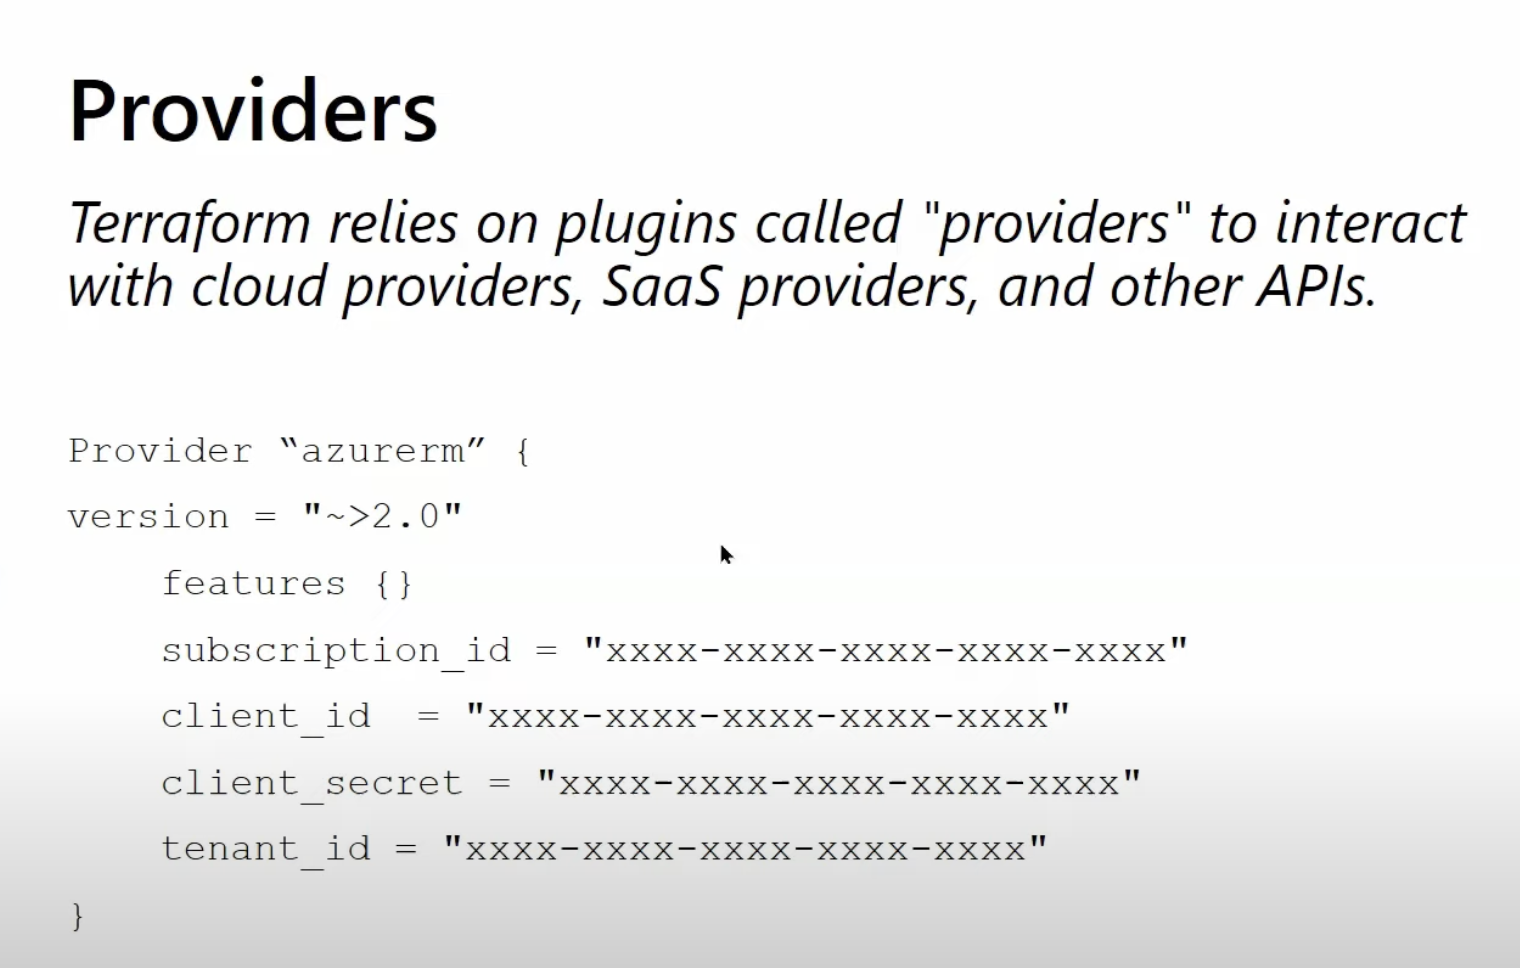 Providers
Terraform relies on plugins called "providers" to interact
with cloud providers, SaaS providers, and other APIs.
Provider “azurerm” {
version = "~>2.0"
    features {}
    subscription_id = "xxxx-xxxx-xxxx-xxxx-xxxx"
    client_id  = "xxxx-xxxx-xxxx-xxxx-xxxx"
    client_secret = "xxxx-xxxx-xxxx-xxxx-xxxx"
    tenant_id = "xxxx-xxxx-xxxx-xxxx-xxxx"
}